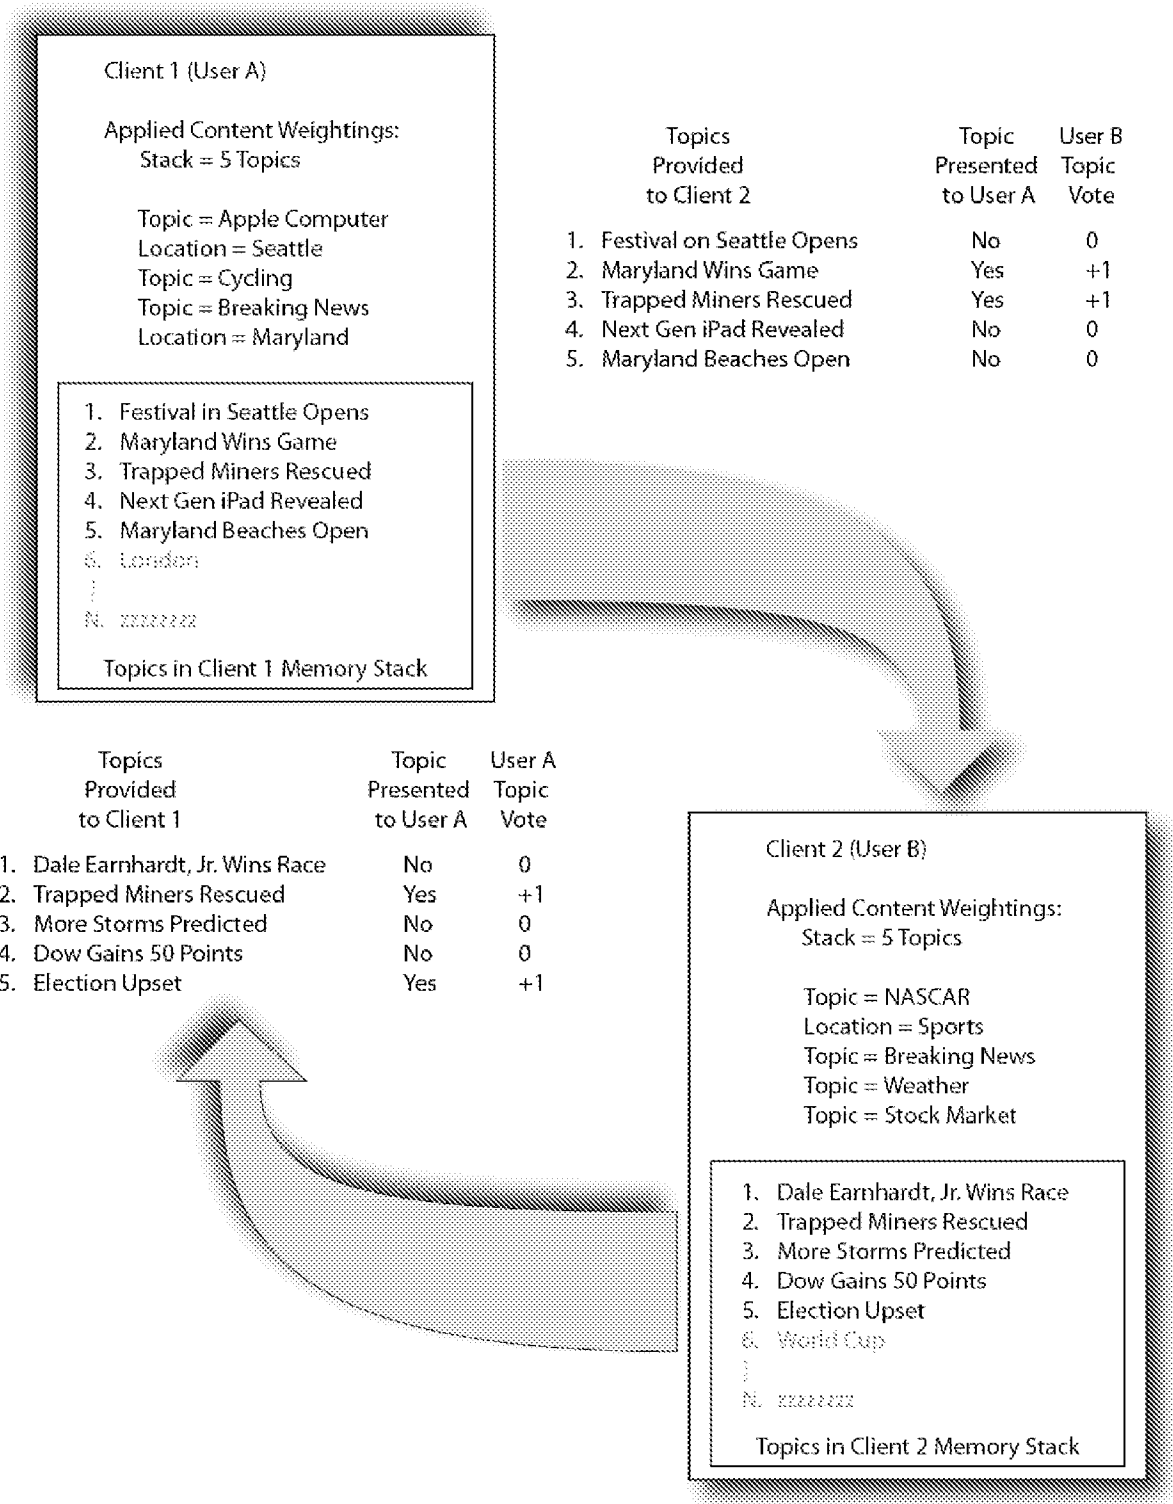 Client 1 (User A)
Applied Content Weightings:
Stack = 5 Topics
Topic = Apple Computer
Location = Seattle
Topic = Cycling
Topic = Breaking News
Location = Maryland
1. Festival in Seattle Opens
2. Maryland Wins Game
3. Trapped Miners Rescued
4. Next Gen iPad Revealed
5. Maryland Beaches Open
6. London
N. zzzzzzzz
Topics in Client 1 Memory Stack
Topics Topic User B
Provided Presented Topic
to Client 2 to User A Vote
1. Festival on Seattle Opens No 0
2. Maryland Wins Game Yes +1
3. Trapped Miners Rescued Yes +1
4. Next Gen iPad Revealed No 0
5. Maryland Beaches Open No 0
Topics Topic User A
Provided Presented Topic
to Client 1 to User A Vote
1. Dale Earnhardt, Jr. Wins Race No 0
2. Trapped Miners Rescued Yes +1
3. More Storms Predicted No 0
4. Dow Gains 50 Points No 0
5. Election Upset Yes +1
Client 2 (User B)
Applied Content Weightings:
Stack = 5 Topics
Topic = NASCAR
Location = Sports
Topic = Breaking News
Topic = Weather
Topic = Stock Market
1. Dale Earnhardt, Jr. Wins Race
2. Trapped Miners Rescued
3. More Storms Predicted
4. Dow Gains 50 Points
5. Election Upset
6. World Cup
N. zzzzzzzz
Topics in Client 2 Memory Stack